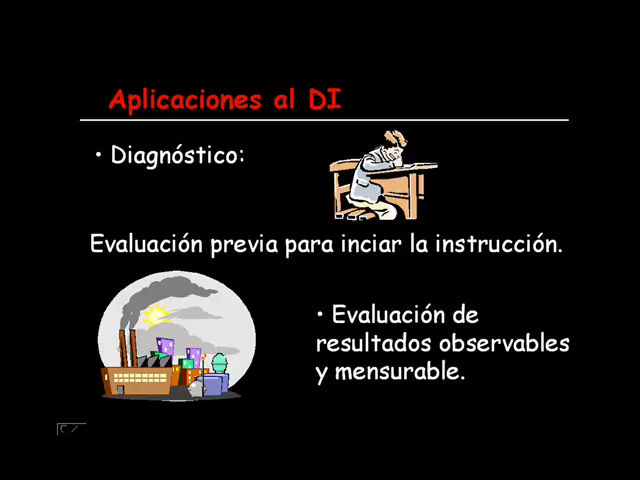 Aplicaciones al DI
• Diagnóstico:
Evaluación previa para inciar la instrucción.
• Evaluación de
resultados observables
y mensurable.